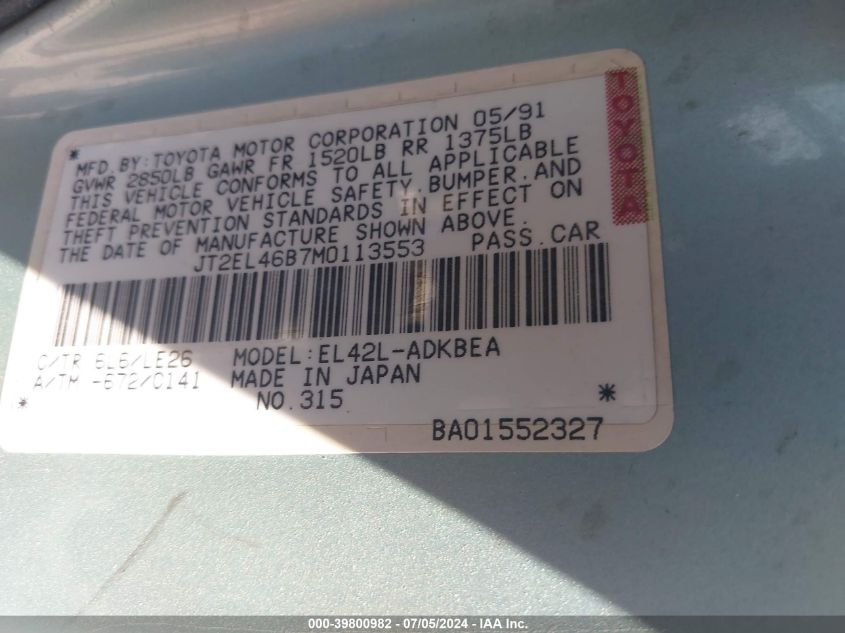 MFD. BY: TOYOTA MOTOR CORPORATION 05/91
GVWR 2850LB GAWR FR 1520LB RR 1375LB
THIS VEHICLE CONFORMS TO ALL APPLICABLE
FEDERAL MOTOR VEHICLE SAFETY, BUMPER, AND
THEFT PREVENTION STANDARDS IN EFFECT ON
THE DATE OF MANUFACTURE SHOWN ABOVE.
JT2EL46B7M0113553 PASS. CAR
TOYOTA
C/TR 6L6/LE26 MODEL: EL42L-ADKBEA
A/TM -672/C141 MADE IN JAPAN
NO. 315
BA01552327
000-39800982 / 07/05/2024 - IAA Inc.